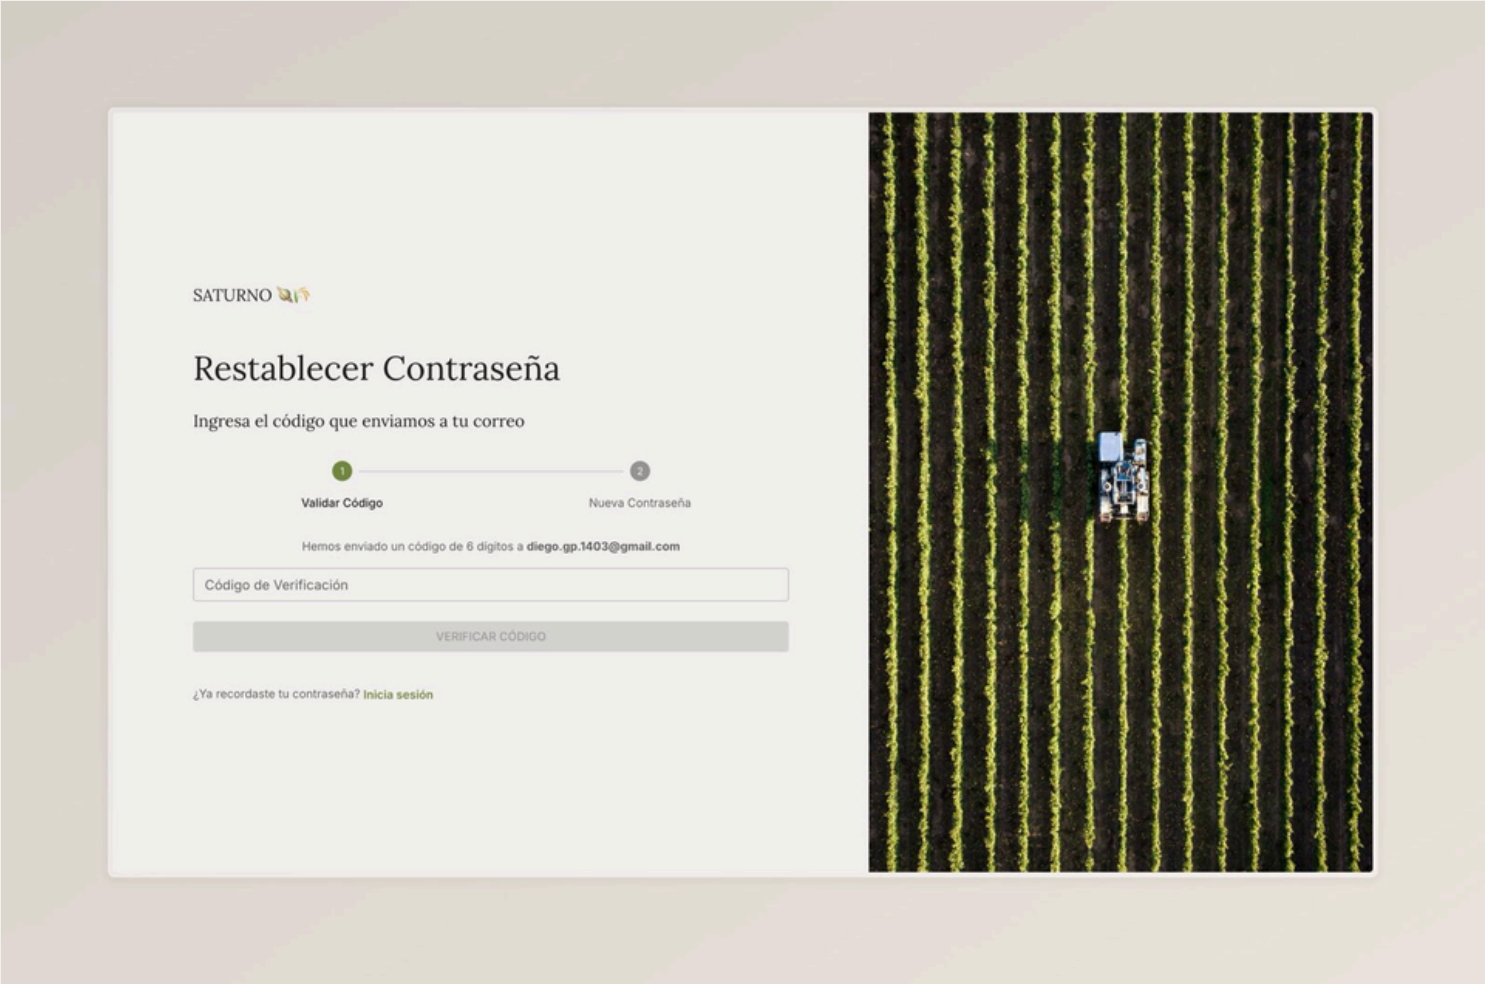 SATURNO
Restablecer Contraseña
Ingresa el código que enviamos a tu correo
1
2
Validar Código
Nueva Contraseña
Hemos enviado un código de 6 dígitos a diego.gp.1403@gmail.com
Código de Verificación
VERIFICAR CÓDIGO
¿Ya recordaste tu contraseña? Inicia sesión